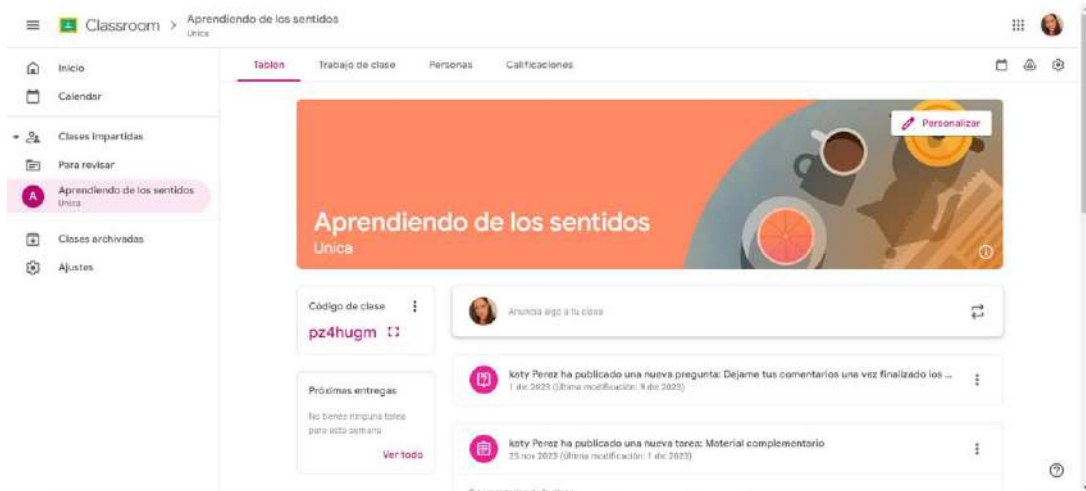 Classroom > Aprendiendo de los sentidos
Unica
Inicio
Calendar
Clases impartidas
Para revisar
A Aprendiendo de los sentidos
Unica
Clases archivadas
Ajustes
Tablón Trabajo de clase Personas Calificaciones
Personalizar
Aprendiendo de los sentidos
Unica
Código de clase
pz4hugm
Anuncia algo a tu clase
Próximas entregas
No tienes ninguna tarea
para esta semana
Ver todo
katy Perez ha publicado una nueva pregunta: Dejame tus comentarios una vez finalizado los ...
1 dic 2023 (Última modificación: 9 dic 2023)
katy Perez ha publicado una nueva tarea: Material complementario
25 nov 2023 (Última modificación: 1 dic 2023)